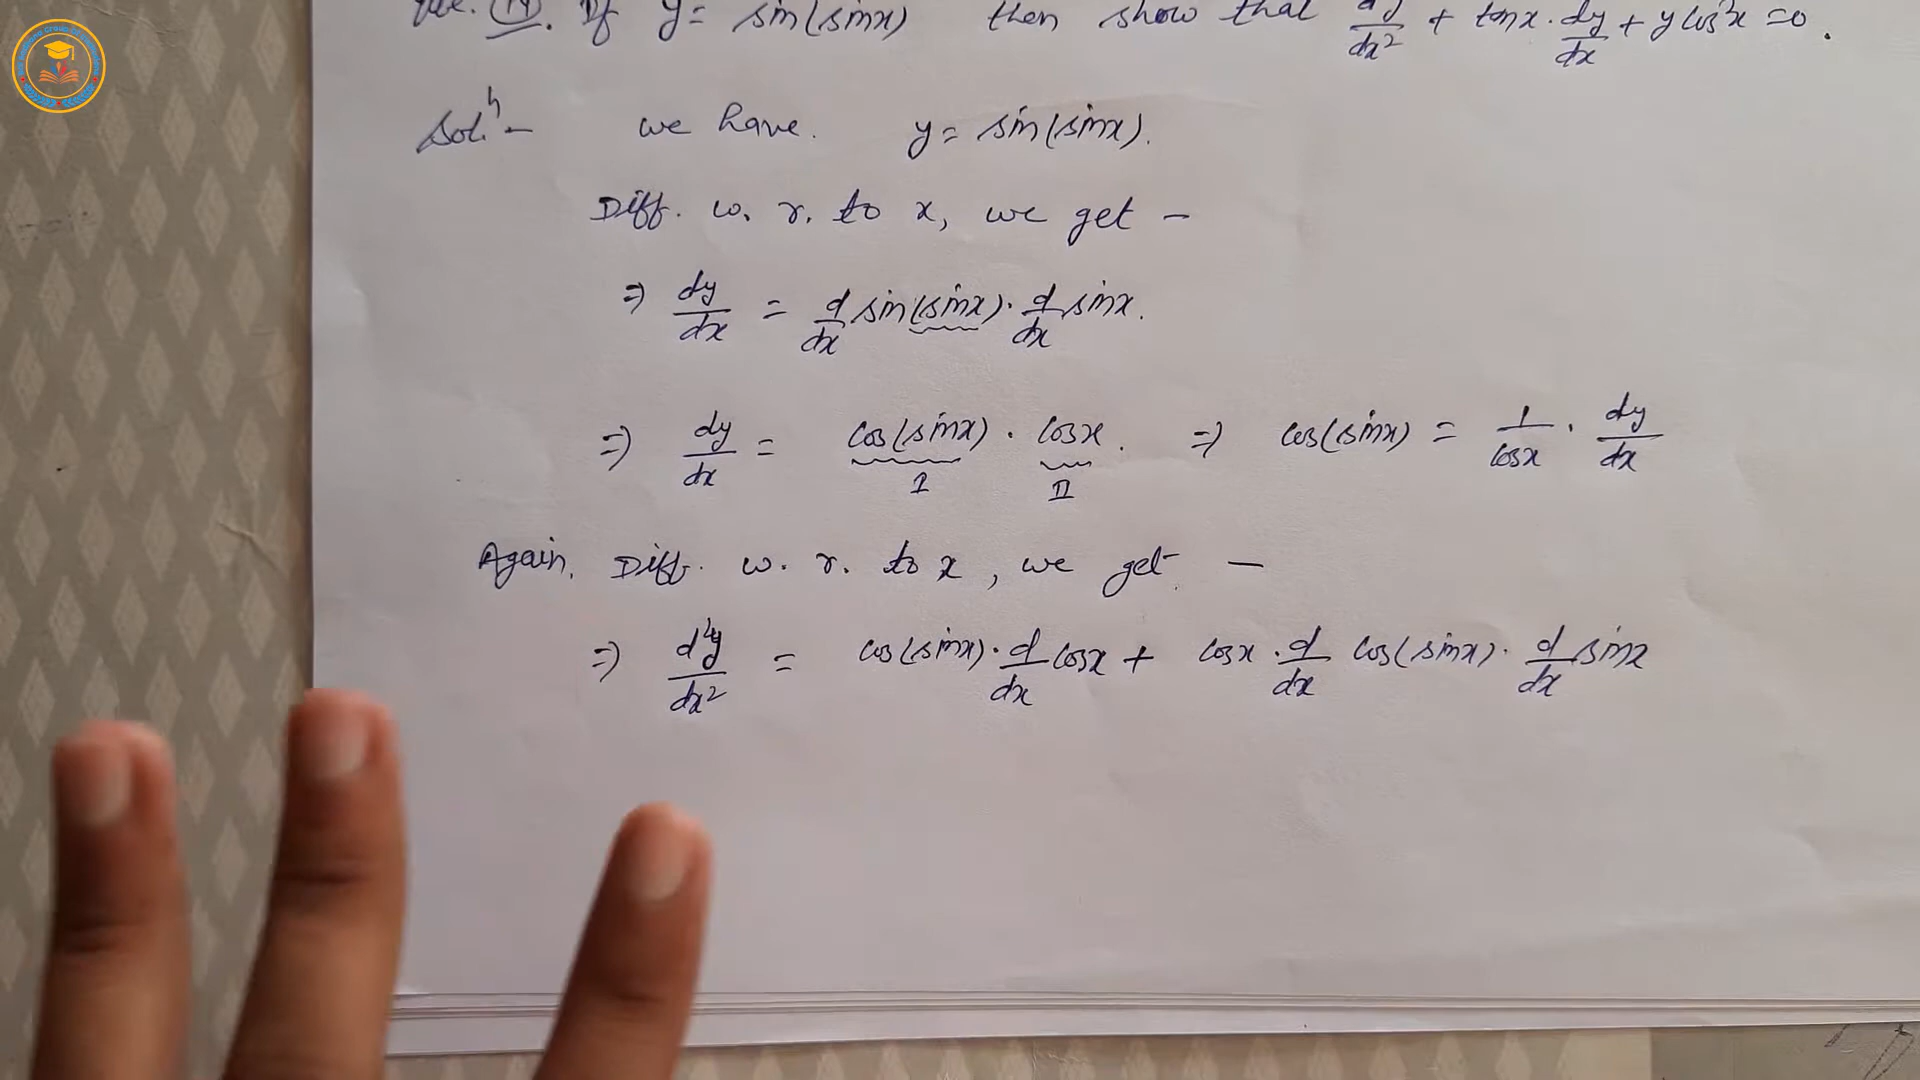 Que. (14). If y = sin(sinx) then show that d²y/dx² + tanx · dy/dx + y cos²x = 0.
Solⁿ – we have. y = sin(sinx).
Diff. w. r. to x, we get –
⇒ dy/dx = d/dx sin(sinx) · d/dx sinx.
⇒ dy/dx = cos(sinx) · cosx. ⇒ cos(sinx) = 1/cosx · dy/dx
I II
Again, Diff. w. r. to x, we get –
⇒ d²y/dx² = cos(sinx) · d/dx cosx + cosx · d/dx cos(sinx) · d/dx sinx